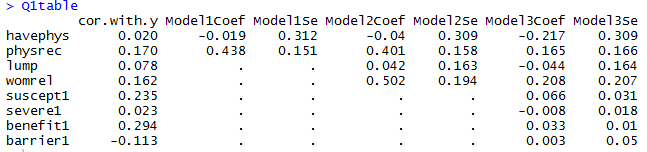 > Q1table
cor.with.y Model1Coef Model1Se Model2Coef Model2Se Model3Coef Model3Se
havephys 0.020 -0.019 0.312 -0.04 0.309 -0.217 0.309
physrec 0.170 0.438 0.151 0.401 0.158 0.165 0.166
lump 0.078 . . 0.042 0.163 -0.044 0.164
womrel 0.162 . . 0.502 0.194 0.208 0.207
suscept1 0.235 . . . . 0.066 0.031
severe1 0.023 . . . . -0.008 0.018
benefit1 0.294 . . . . 0.033 0.01
barrier1 -0.113 . . . . 0.003 0.05